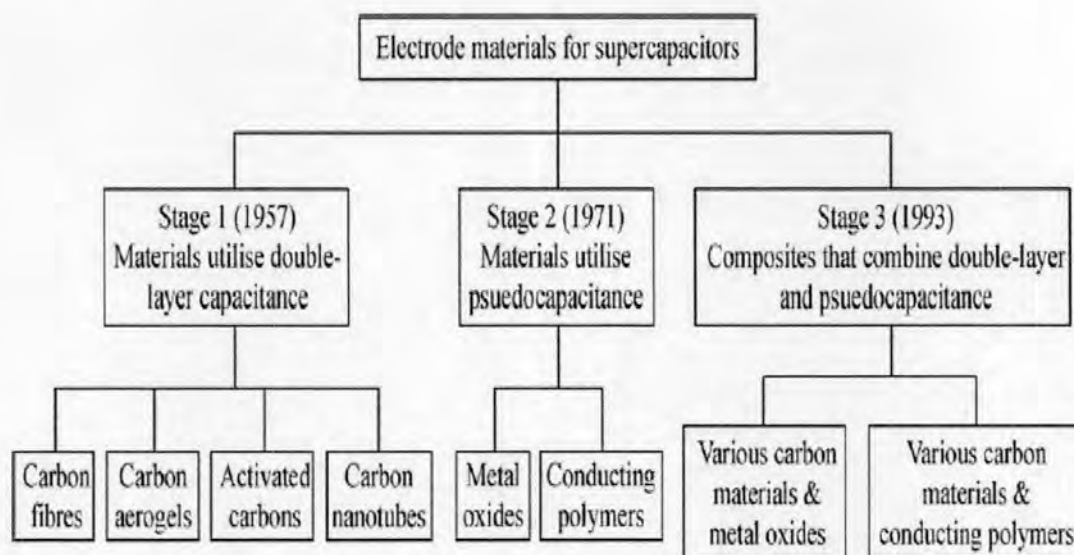 Electrode materials for supercapacitors
Stage 1 (1957)
Materials utilise double-
layer capacitance
Stage 2 (1971)
Materials utilise
psuedocapacitance
Stage 3 (1993)
Composites that combine double-layer
and psuedocapacitance
Carbon
fibres
Carbon
aerogels
Activated
carbons
Carbon
nanotubes
Metal
oxides
Conducting
polymers
Various carbon
materials &
metal oxides
Various carbon
materials &
conducting polymers